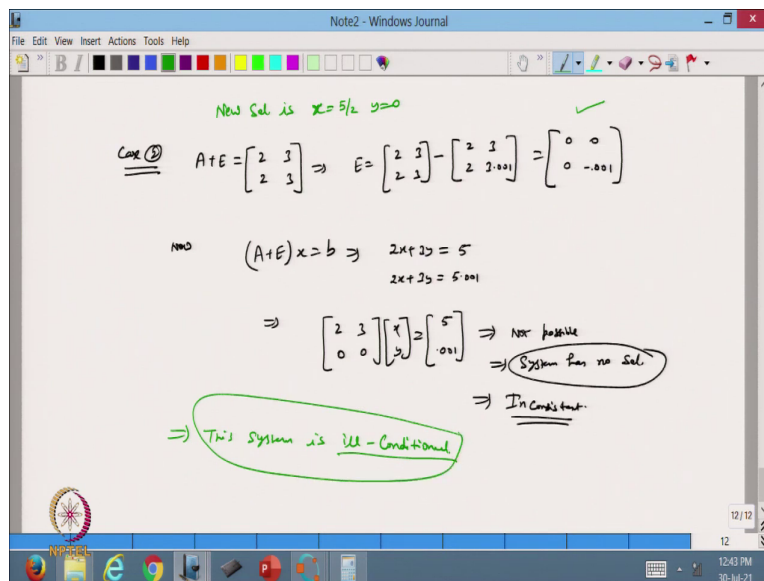 Note2 - Windows Journal
File Edit View Insert Actions Tools Help
B I
New Sol is x = 5/2 y=0
Case ②
A+E = [2 3; 2 3] ⇒ E = [2 3; 2 3] - [2 3; 2 3.001] = [0 0; 0 -.001]
Now (A+E) x = b ⇒ 2x+3y = 5
2x+3y = 5.001
⇒ [2 3; 0 0] [x; y] = [5; .001] ⇒ Not possible
⇒ System has no Sol.
⇒ Inconsistent.
⇒ This System is ill-Conditioned
NPTEL
12/12
12
12:43 PM
30-Jul-21